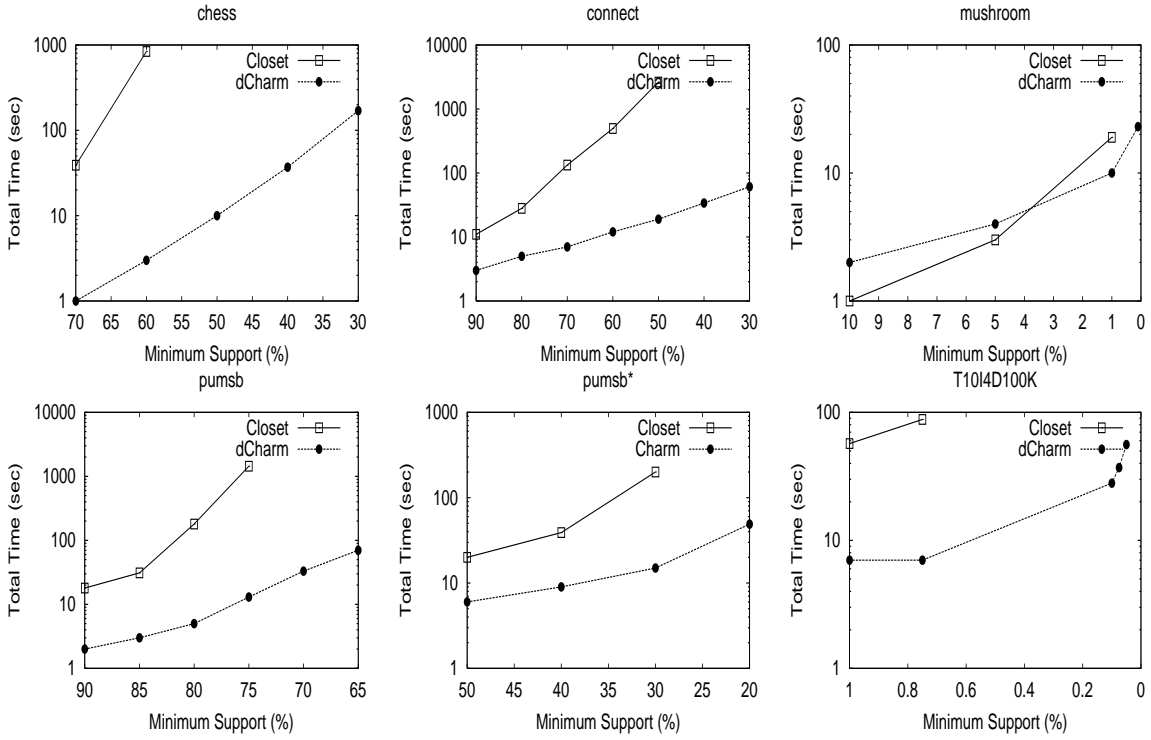 chess
1000
100
10
1
Total Time (sec)
Closet
dCharm
70 65 60 55 50 45 40 35 30
Minimum Support (%)
connect
10000
1000
100
10
1
Total Time (sec)
Closet
dCharm
90 80 70 60 50 40 30
Minimum Support (%)
mushroom
100
10
1
Total Time (sec)
Closet
dCharm
10 9 8 7 6 5 4 3 2 1 0
Minimum Support (%)
pumsb
10000
1000
100
10
1
Total Time (sec)
Closet
dCharm
90 85 80 75 70 65
Minimum Support (%)
pumsb*
1000
100
10
1
Total Time (sec)
Closet
Charm
50 45 40 35 30 25 20
Minimum Support (%)
T10I4D100K
100
10
1
Total Time (sec)
Closet
dCharm
1 0.8 0.6 0.4 0.2 0
Minimum Support (%)